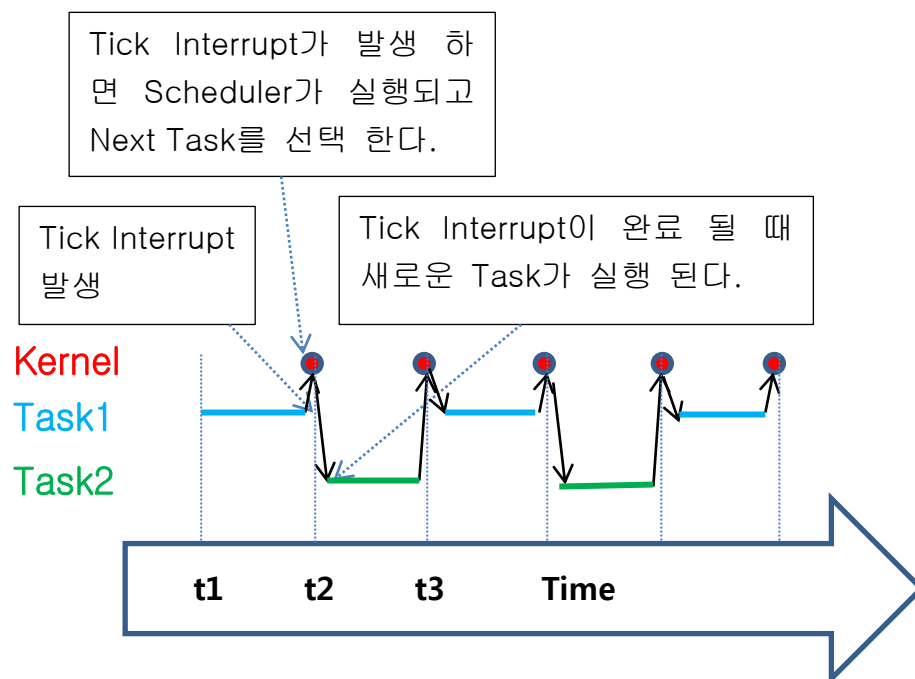 Tick Interrupt가 발생 하
면 Scheduler가 실행되고
Next Task를 선택 한다.
Tick Interrupt
발생
Tick Interrupt이 완료 될 때
새로운 Task가 실행 된다.
Kernel
Task1
Task2
t1 t2 t3 Time